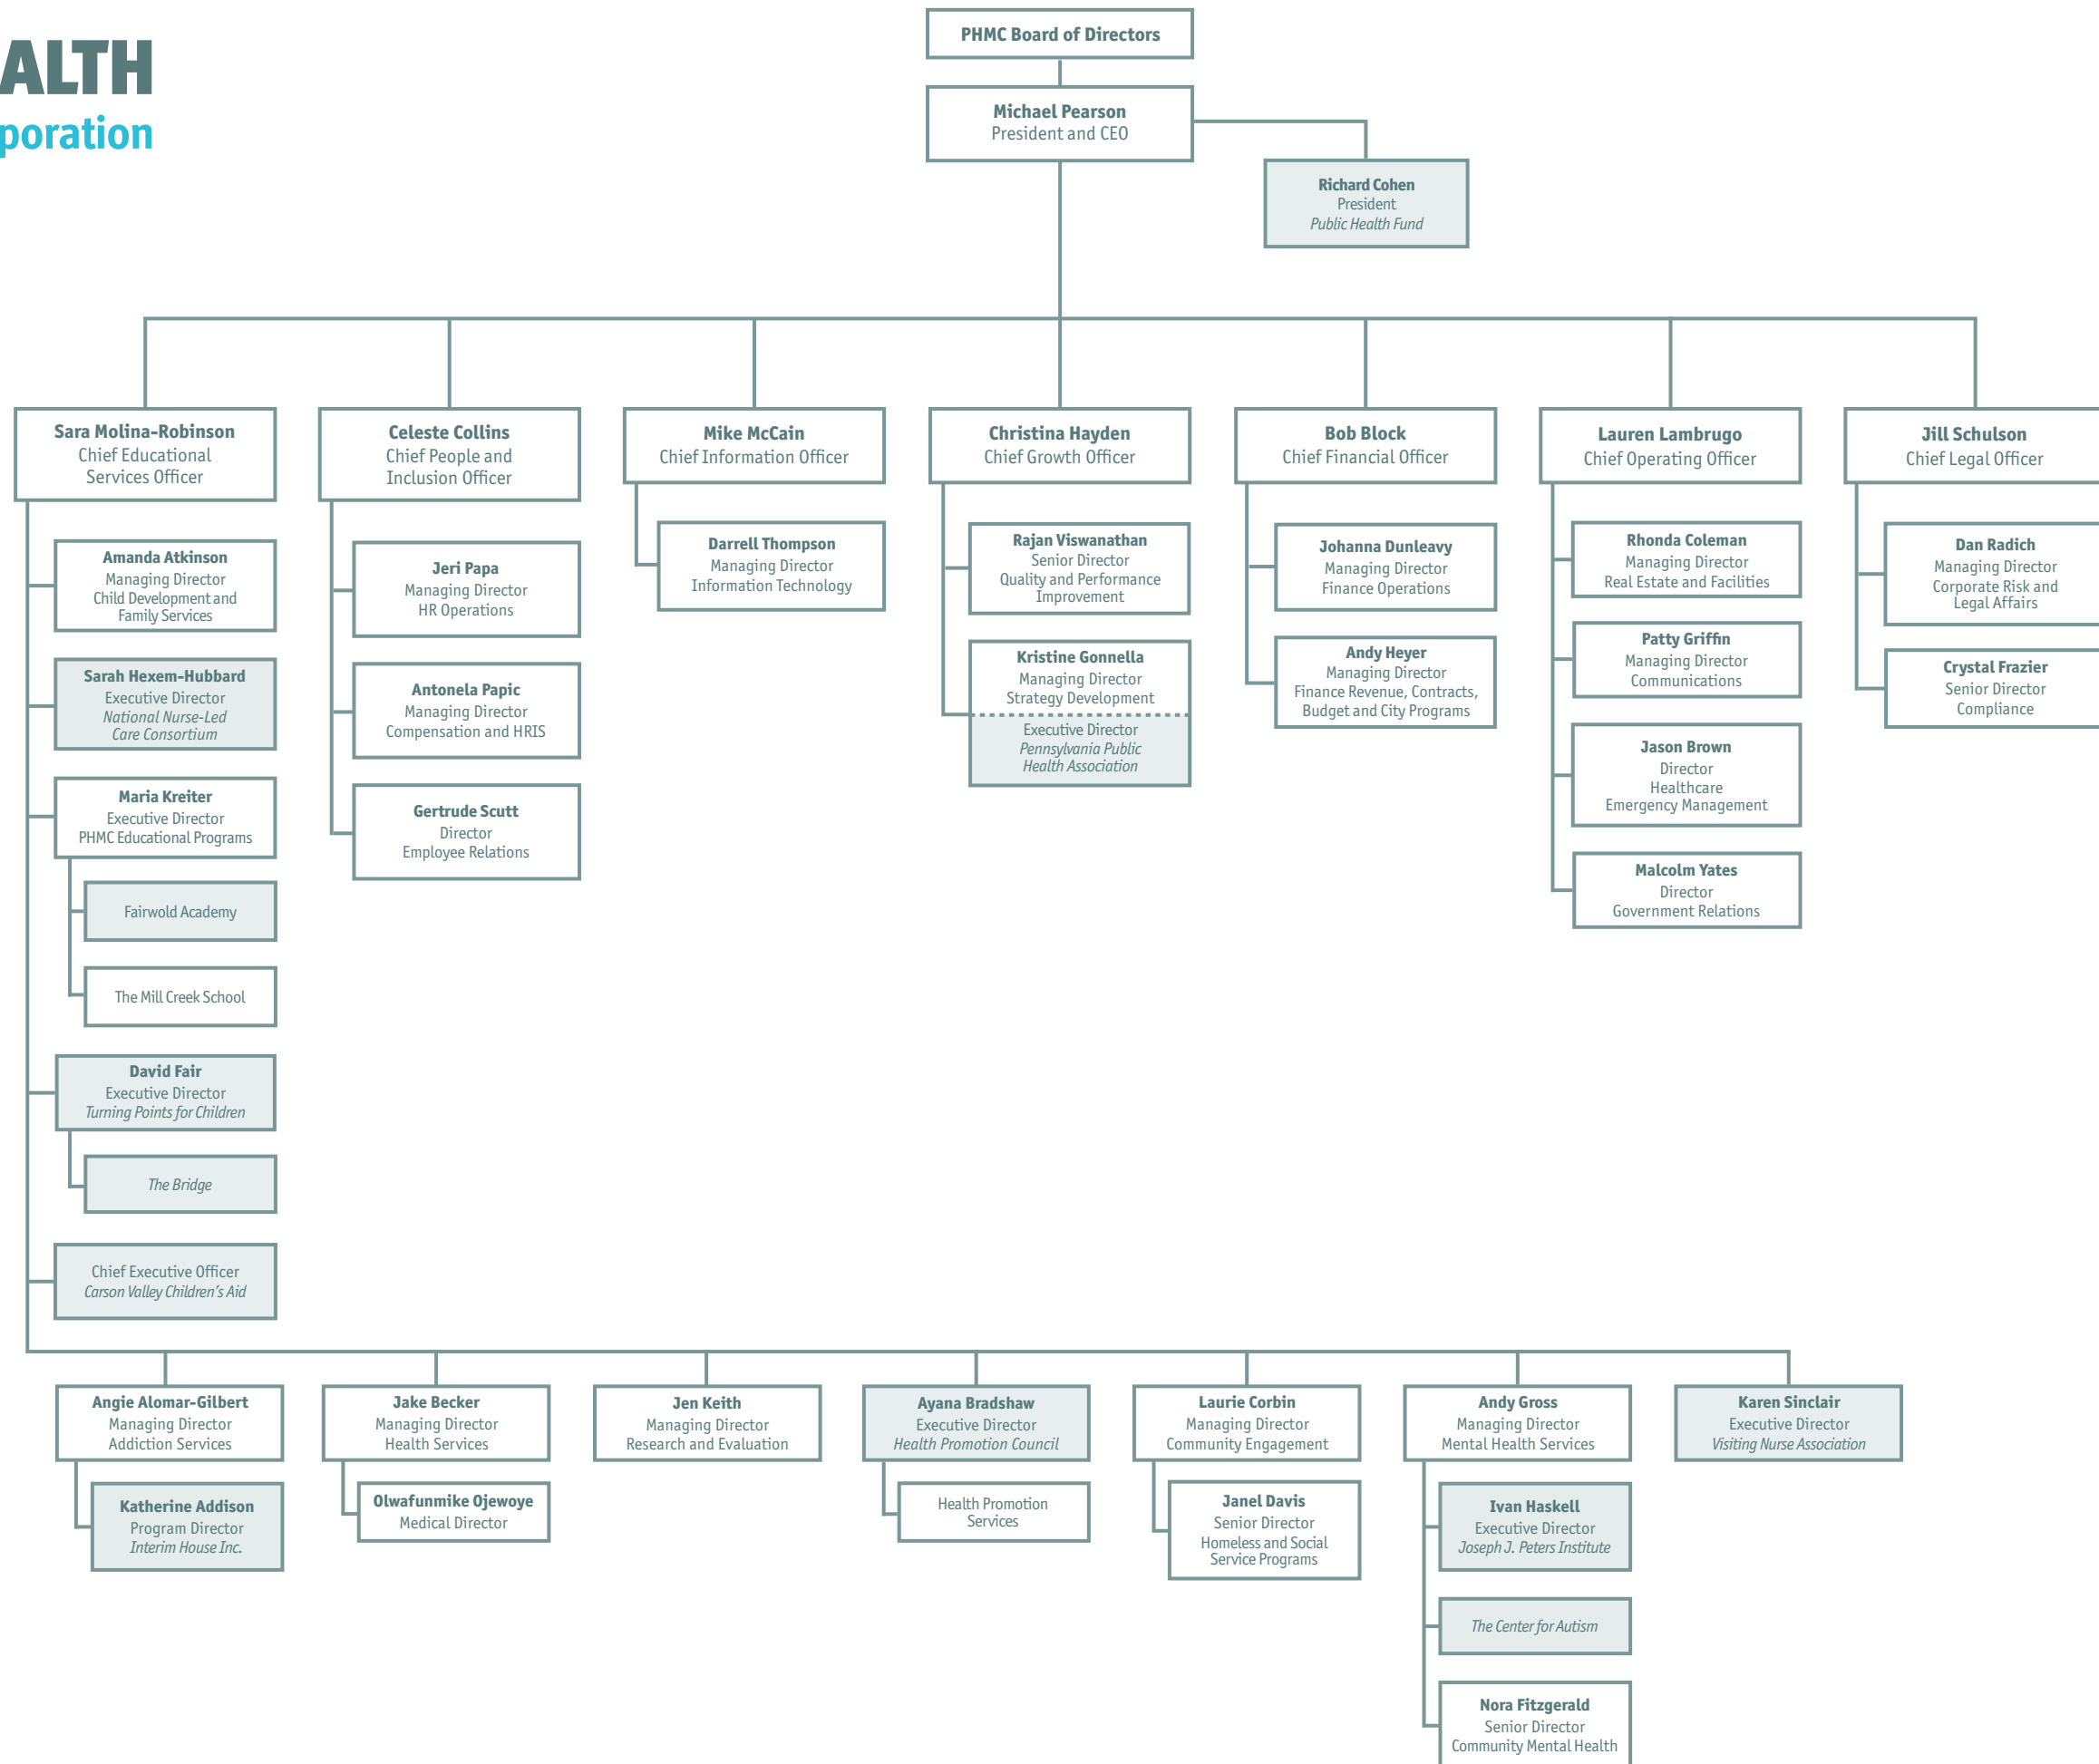 ALTH
poration
PHMC Board of Directors
Michael Pearson
President and CEO
Richard Cohen
President
Public Health Fund
Sara Molina-Robinson
Chief Educational
Services Officer
Amanda Atkinson
Managing Director
Child Development and
Family Services
Sarah Hexem-Hubbard
Executive Director
National Nurse-Led
Care Consortium
Maria Kreiter
Executive Director
PHMC Educational Programs
Fairwold Academy
The Mill Creek School
David Fair
Executive Director
Turning Points for Children
The Bridge
Chief Executive Officer
Carson Valley Children's Aid
Celeste Collins
Chief People and
Inclusion Officer
Jeri Papa
Managing Director
HR Operations
Antonela Papic
Managing Director
Compensation and HRIS
Gertrude Scutt
Director
Employee Relations
Mike McCain
Chief Information Officer
Darrell Thompson
Managing Director
Information Technology
Christina Hayden
Chief Growth Officer
Rajan Viswanathan
Senior Director
Quality and Performance
Improvement
Kristine Gonnella
Managing Director
Strategy Development
Executive Director
Pennsylvania Public
Health Association
Bob Block
Chief Financial Officer
Johanna Dunleavy
Managing Director
Finance Operations
Andy Heyer
Managing Director
Finance Revenue, Contracts,
Budget and City Programs
Lauren Lambrugo
Chief Operating Officer
Rhonda Coleman
Managing Director
Real Estate and Facilities
Patty Griffin
Managing Director
Communications
Jason Brown
Director
Healthcare
Emergency Management
Malcolm Yates
Director
Government Relations
Jill Schulson
Chief Legal Officer
Dan Radich
Managing Director
Corporate Risk and
Legal Affairs
Crystal Frazier
Senior Director
Compliance
Angie Alomar-Gilbert
Managing Director
Addiction Services
Katherine Addison
Program Director
Interim House Inc.
Jake Becker
Managing Director
Health Services
Olwafunmike Ojewoye
Medical Director
Jen Keith
Managing Director
Research and Evaluation
Ayana Bradshaw
Executive Director
Health Promotion Council
Health Promotion
Services
Laurie Corbin
Managing Director
Community Engagement
Janel Davis
Senior Director
Homeless and Social
Service Programs
Andy Gross
Managing Director
Mental Health Services
Ivan Haskell
Executive Director
Joseph J. Peters Institute
The Center for Autism
Nora Fitzgerald
Senior Director
Community Mental Health
Karen Sinclair
Executive Director
Visiting Nurse Association